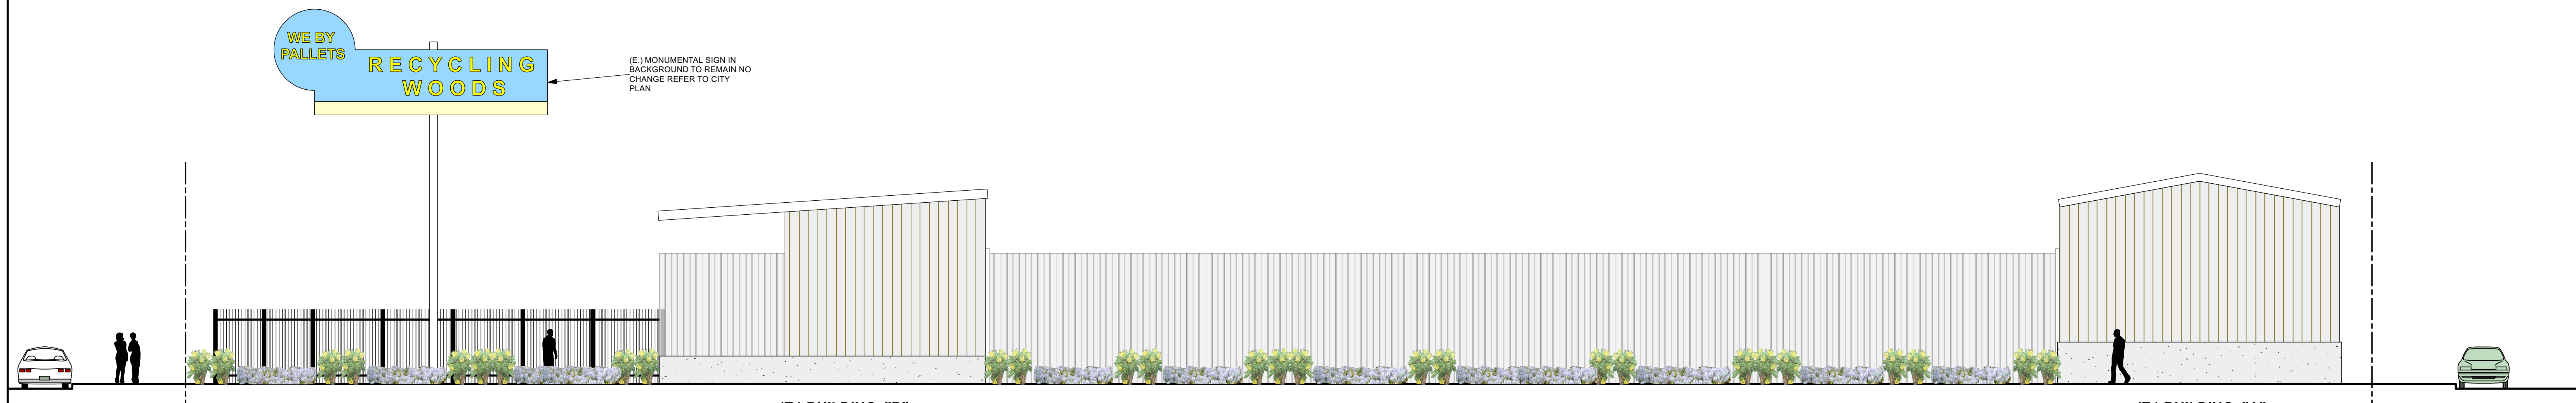 WE BY
PALLETS
RECYCLING
WOODS
(E.) MONUMENTAL SIGN IN
BACKGROUND TO REMAIN NO
CHANGE REFER TO CITY
PLAN